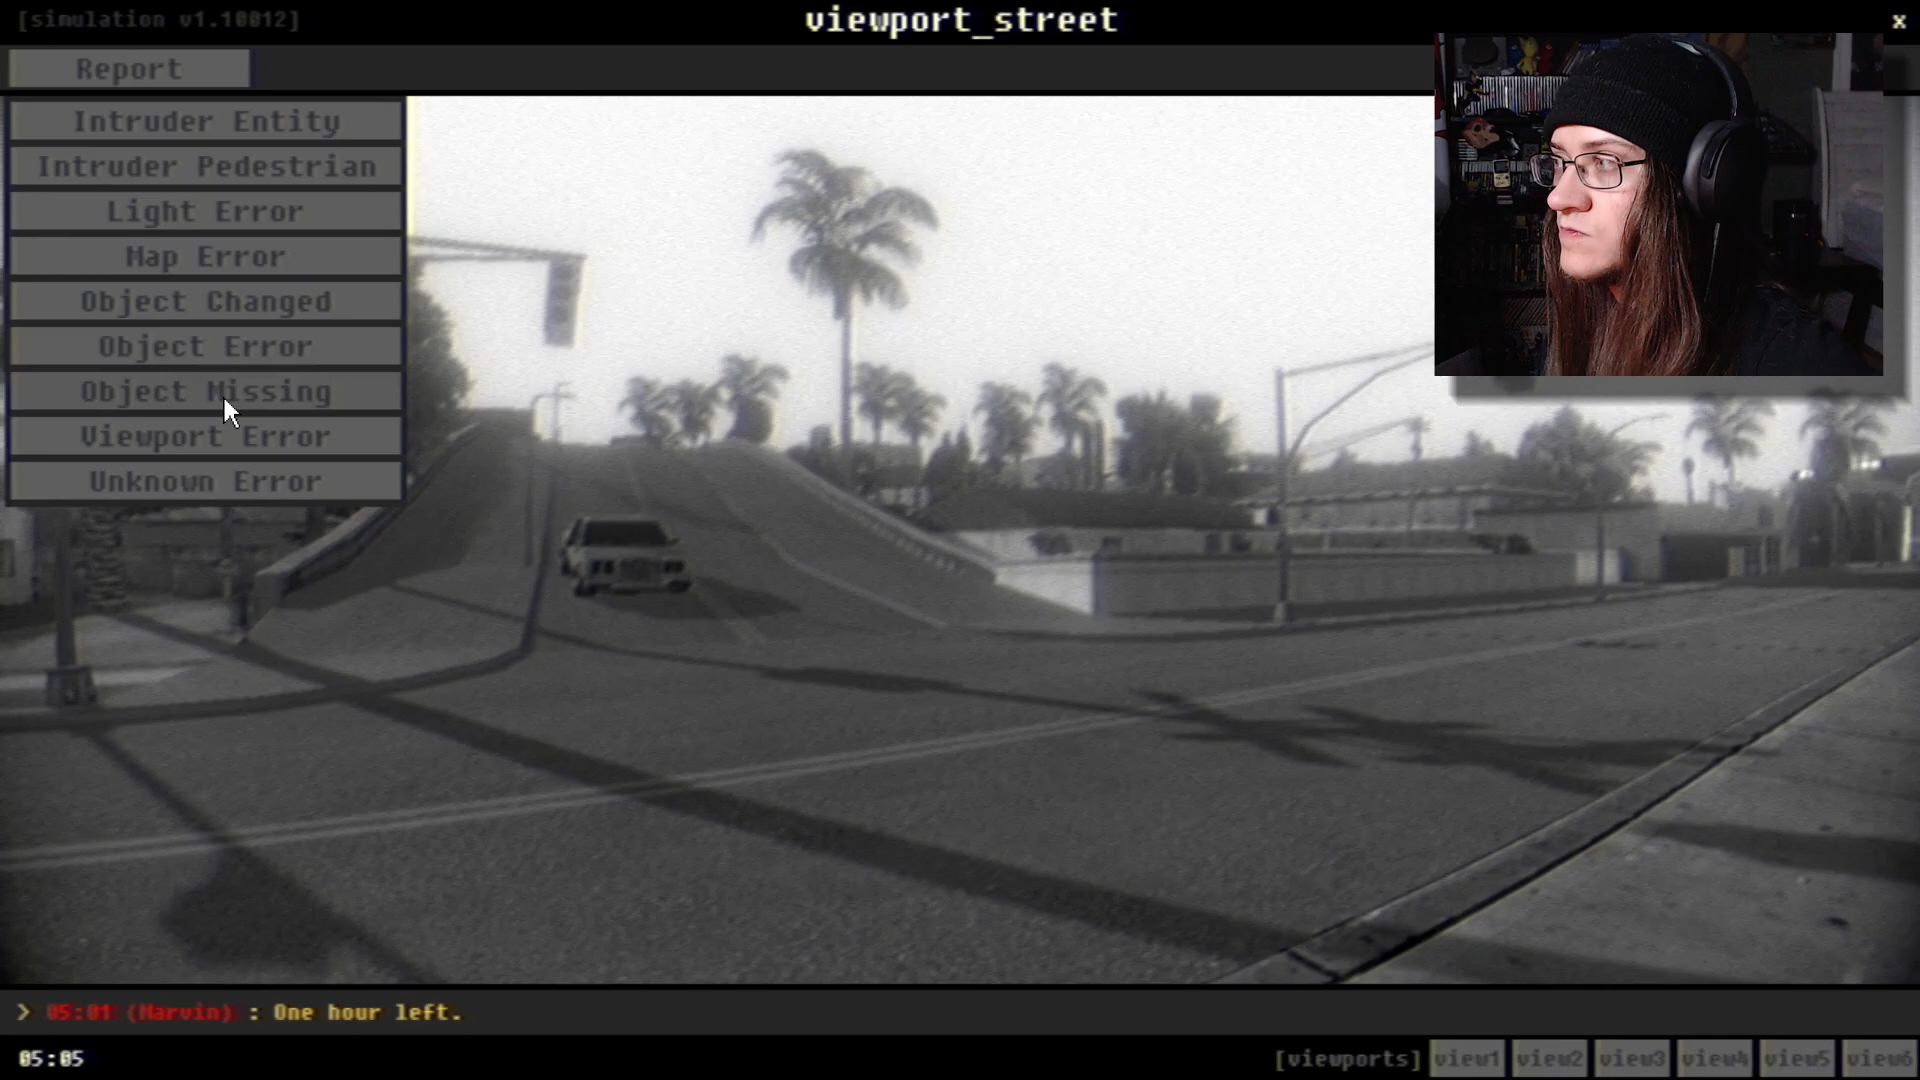 [simulation v1.10012]
viewport_street
x
Report
Intruder Entity
Intruder Pedestrian
Light Error
Map Error
Object Changed
Object Error
Object Missing
Viewport Error
Unknown Error
> 05:01 (Marvin) : One hour left.
05:05
[viewports] view1 view2 view3 view4 view5 view6